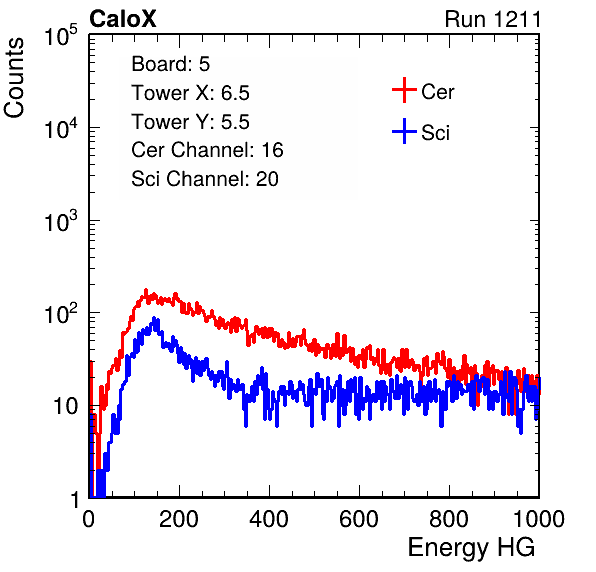 CaloX Run 1211
Board: 5
Tower X: 6.5
Tower Y: 5.5
Cer Channel: 16
Sci Channel: 20
Cer
Sci
Counts
10^5
10^4
10^3
10^2
10
1
0 200 400 600 800 1000
Energy HG